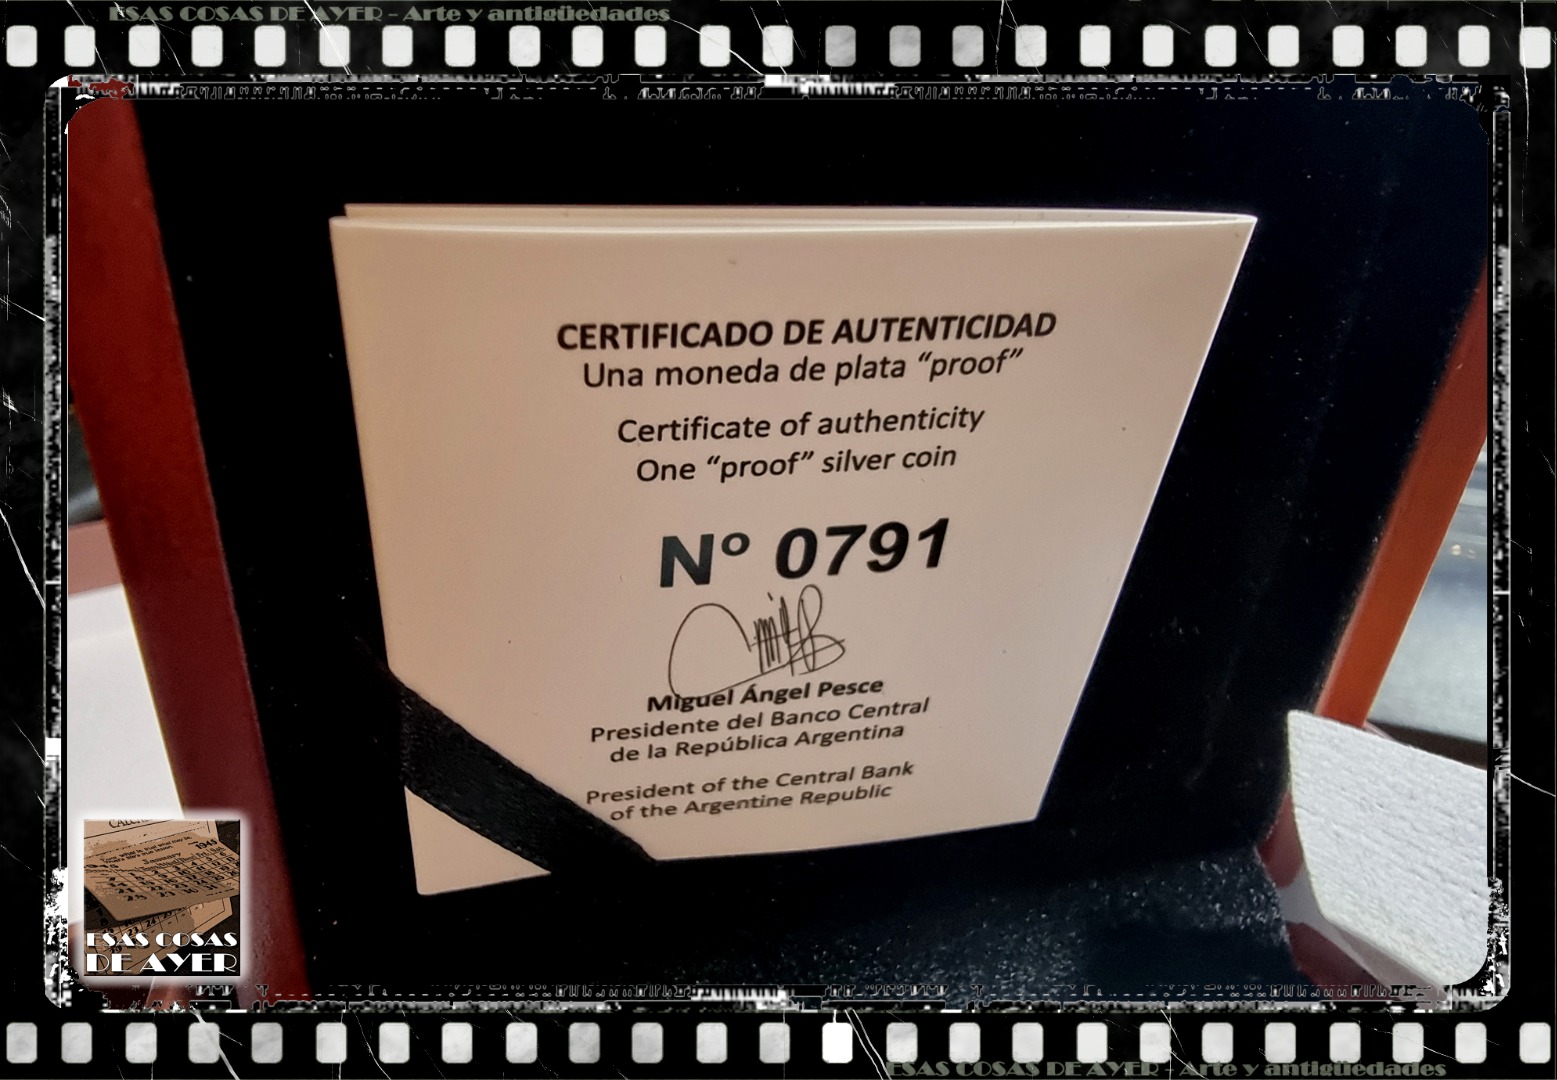 ESAS COSAS DE AYER - Arte y antigüedades
CERTIFICADO DE AUTENTICIDAD
Una moneda de plata “proof”
Certificate of authenticity
One “proof” silver coin
Nº 0791
Miguel Ángel Pesce
Presidente del Banco Central
de la República Argentina
President of the Central Bank
of the Argentine Republic
January
ESAS COSAS
DE AYER
ESAS COSAS DE AYER - Arte y antigüedades